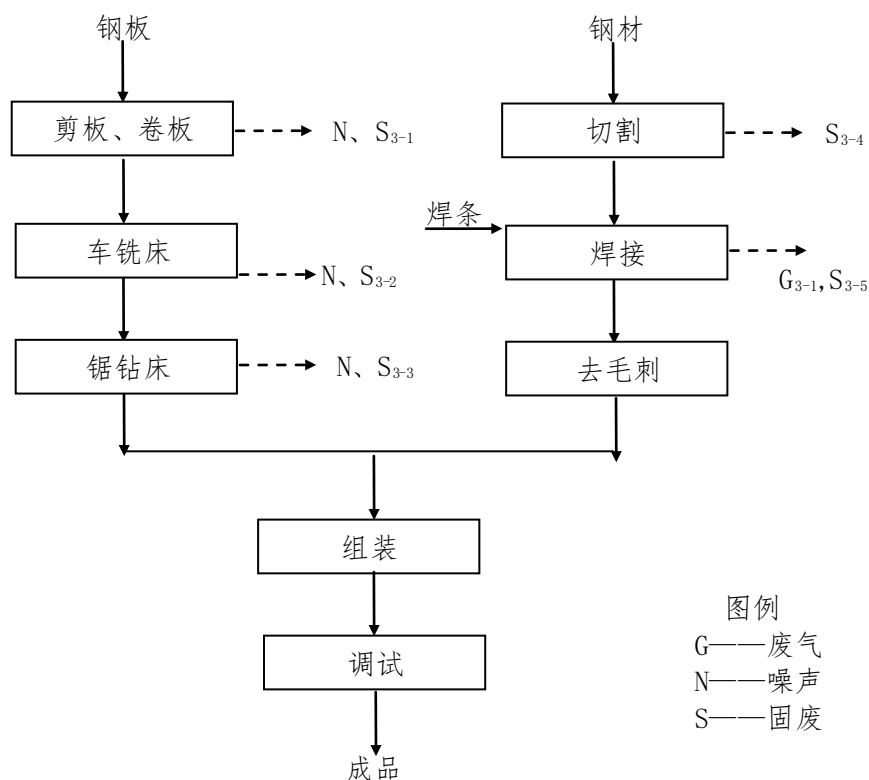 钢板
钢材
剪板、卷板
N、S3-1
切割
S3-4
焊条
车铣床
N、S3-2
焊接
G3-1,S3-5
锯钻床
N、S3-3
去毛刺
组装
调试
成品
图例
G——废气
N——噪声
S——固废